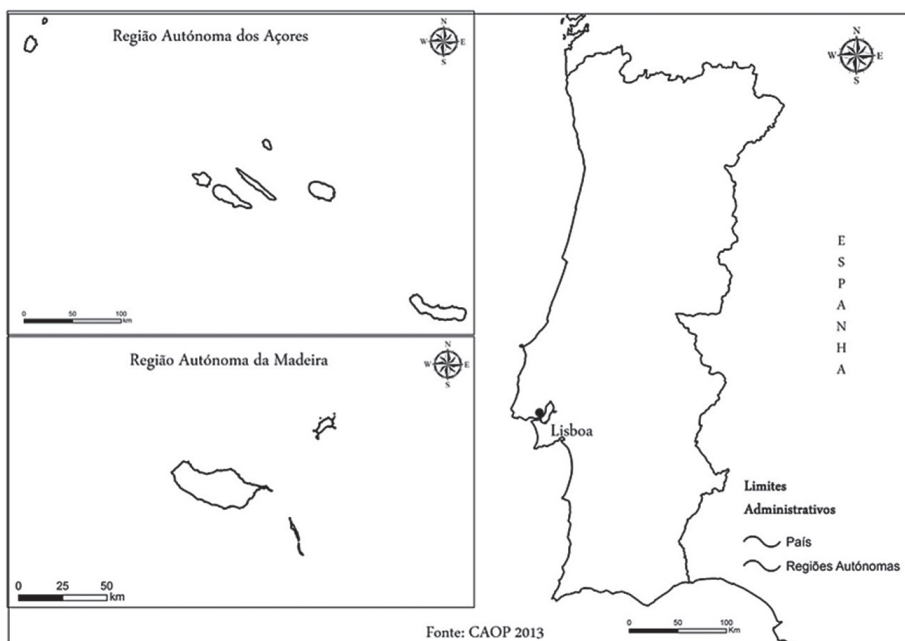 Região Autónoma dos Açores
N
W E
S
0 50 100
km
Região Autónoma da Madeira
N
W E
S
0 25 50
km
N
W E
S
E
S
P
A
N
H
A
Lisboa
Limites
Administrativos
País
Regiões Autónomas
0 50 100
Km
Fonte: CAOP 2013